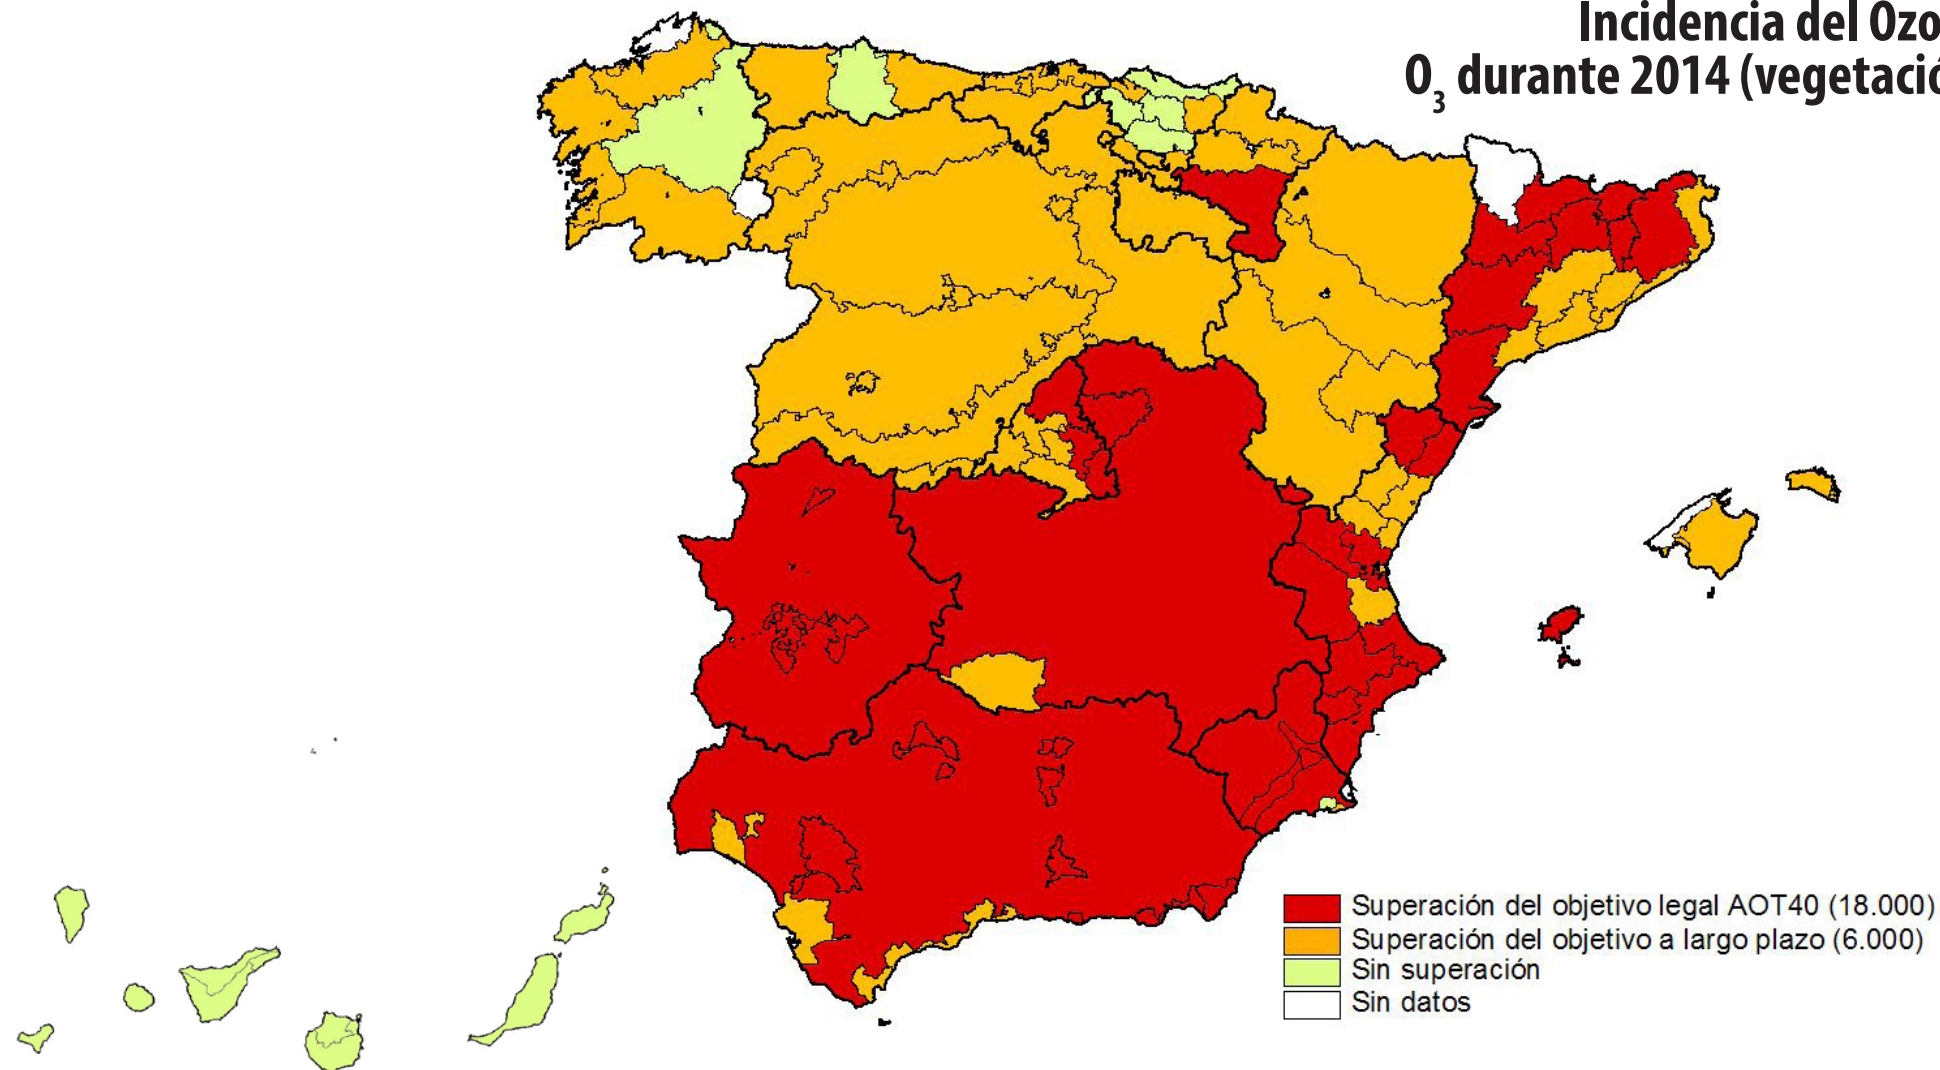 Incidencia del Ozo
O₃ durante 2014 (vegetació
Superación del objetivo legal AOT40 (18.000)
Superación del objetivo a largo plazo (6.000)
Sin superación
Sin datos